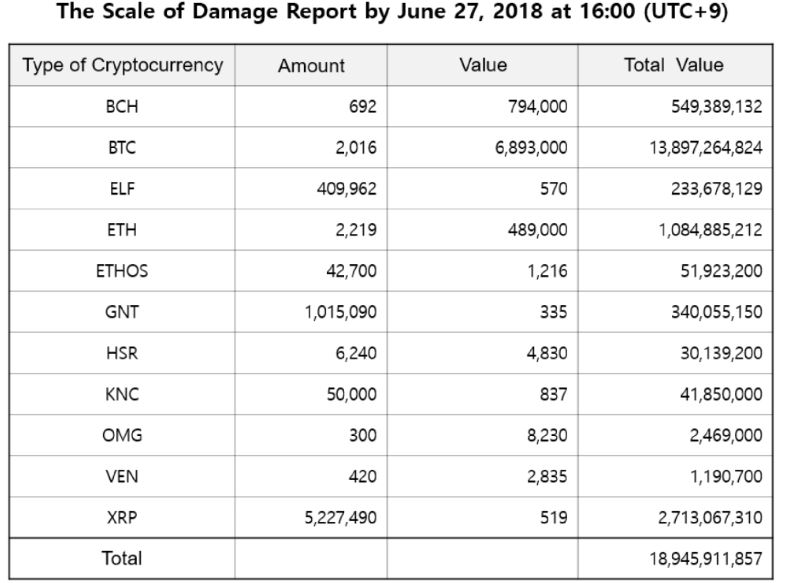 The Scale of Damage Report by June 27, 2018 at 16:00 (UTC+9)
Type of Cryptocurrency Amount Value Total Value
BCH 692 794,000 549,389,132
BTC 2,016 6,893,000 13,897,264,824
ELF 409,962 570 233,678,129
ETH 2,219 489,000 1,084,885,212
ETHOS 42,700 1,216 51,923,200
GNT 1,015,090 335 340,055,150
HSR 6,240 4,830 30,139,200
KNC 50,000 837 41,850,000
OMG 300 8,230 2,469,000
VEN 420 2,835 1,190,700
XRP 5,227,490 519 2,713,067,310
Total 18,945,911,857